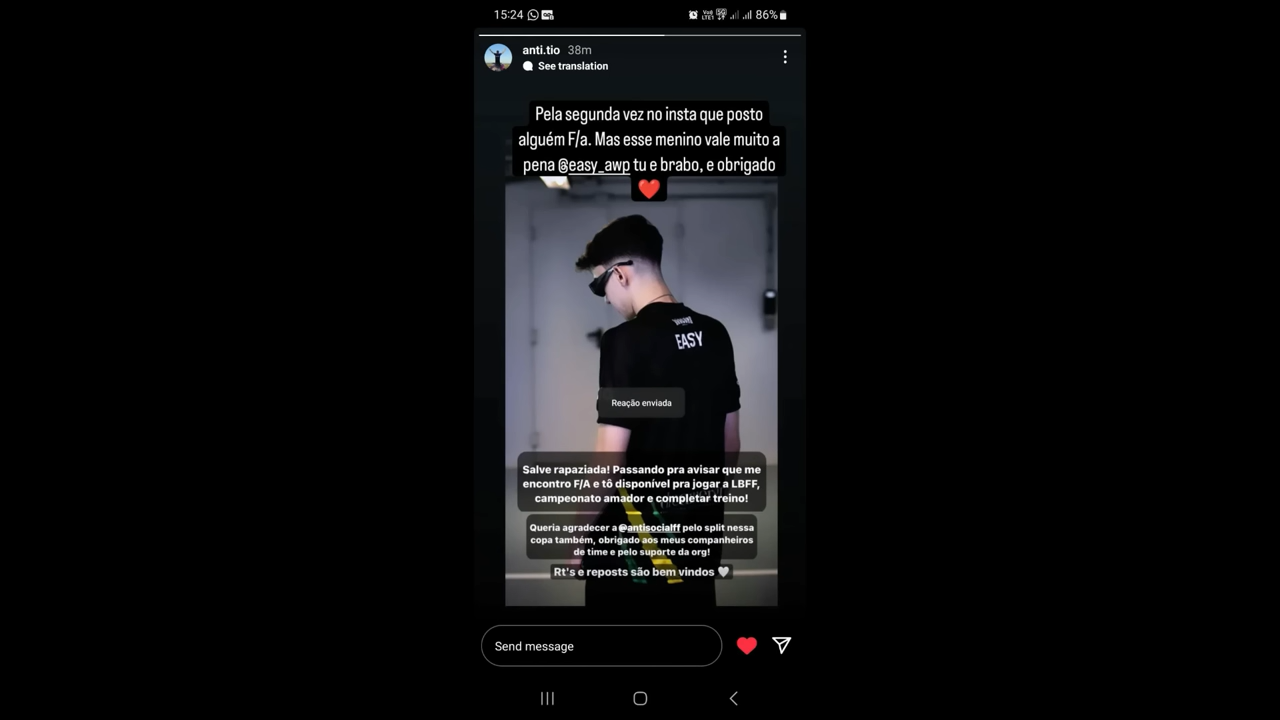 15:24
VoB
LTE1
5G
86%
anti.tio 38m
See translation
Pela segunda vez no insta que posto
alguém F/a. Mas esse menino vale muito a
pena @easy_awp tu e brabo, e obrigado
❤️
EASY
Reação enviada
Salve rapaziada! Passando pra avisar que me
encontro F/A e tô disponível pra jogar a LBFF,
campeonato amador e completar treino!
Queria agradecer a @antisocialff pelo split nessa
copa também, obrigado aos meus companheiros
de time e pelo suporte da org!
Rt's e reposts são bem vindos 🤍
Send message